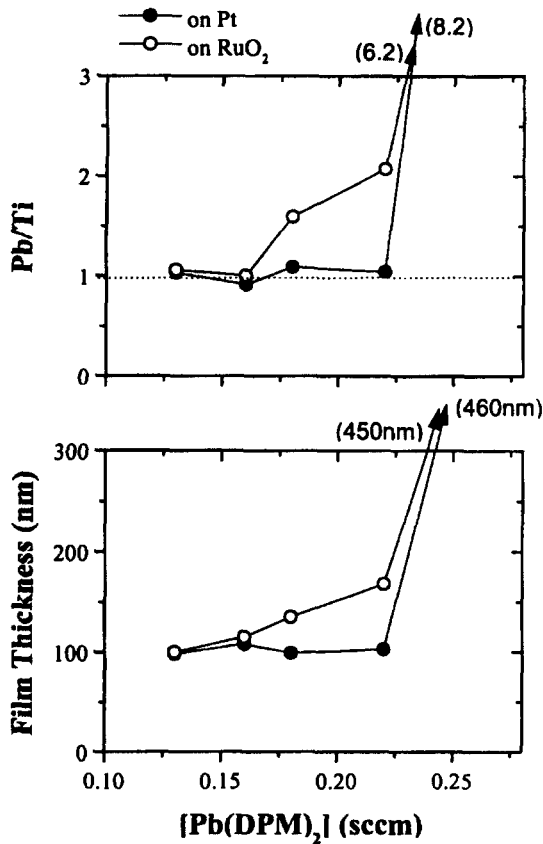 on Pt
on RuO₂
(8.2)
(6.2)
3
2
1
0
Pb/Ti
(460nm)
(450nm)
300
200
100
0
Film Thickness (nm)
0.10 0.15 0.20 0.25
[Pb(DPM)₂] (sccm)